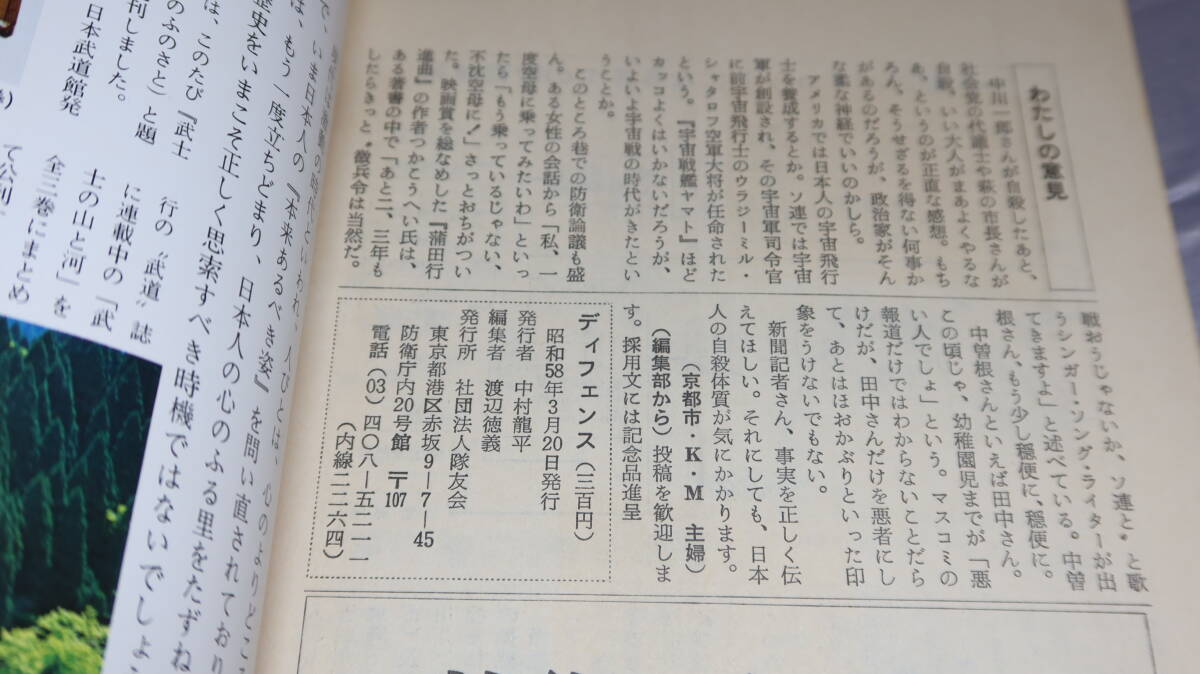 わたしの意見
中川一郎さんが自殺したあと、
社会党の代議士や萩の市長さんが
自殺。いい大人がまあよくやるな
あ、というのが正直な感想。もち
ろん、そうせざるを得ない何事か
があるのだろうが、政治家がそん
な柔な神経でいいのかしら。
アメリカでは日本人の宇宙飛行
士を養成するとか。ソ連では宇宙
軍が創設され、その宇宙軍司令官
に前宇宙飛行士のウラジーミル・
シャタロフ空軍大将が任命された
という。『宇宙戦艦ヤマト』ほど
カッコよくはいかないだろうが、
いよいよ宇宙戦の時代がきたとい
うことか。
このところ巷での防衛論議も盛
ん。ある女性の会話から「私、一
度空母に乗ってみたいわ」といっ
たら「もう乗っているじゃない、
不沈空母に！」さっとおちがつい
た。映画賞を総なめした『蒲田行
進曲』の作者つかこうへい氏は、
ある著書の中で「あと二、三年も
したらきっと〝徴兵令は当然だ。
戦おうじゃないか、ソ連と〟と歌
うシンガー・ソング・ライターが出
てきますよ」と述べている。中曽
根さん、もう少し穏便に、穏便に。
中曽根さんといえば田中さん。
この頃じゃ、幼稚園児までが「悪
い人でしょ」という。マスコミの
報道だけではわからないことだら
けだが、田中さんだけを悪者にし
て、あとはほおかぶりといった印
象をうけないでもない。
新聞記者さん、事実を正しく伝
えてほしい。それにしても、日本
人の自殺体質が気にかかります。
（京都市・K・M　主婦）
（編集部から）投稿を歓迎しま
す。採用文には記念品進呈
ディフェンス（三百円）
昭和58年3月20日発行
発行者　中村龍平
編集者　渡辺徳義
発行所　社団法人隊友会
東京都港区赤坂9―7―45
防衛庁内20号館　〒107
電話（03）四〇八―五二一一
（内線二二六四）
いま日本人の『本来あるべき姿』を問い直されており
は、もう一度立ちどまり、日本人の心のふる里をたずね
歴史をいまこそ正しく思索すべき時機ではないでしょ
は、このたび『武士
のふのさと）と題
刊しました。
日本武道館発
行の〝武道〟誌
に連載中の「武
士の山と河」を
全三巻にまとめ
て公刊